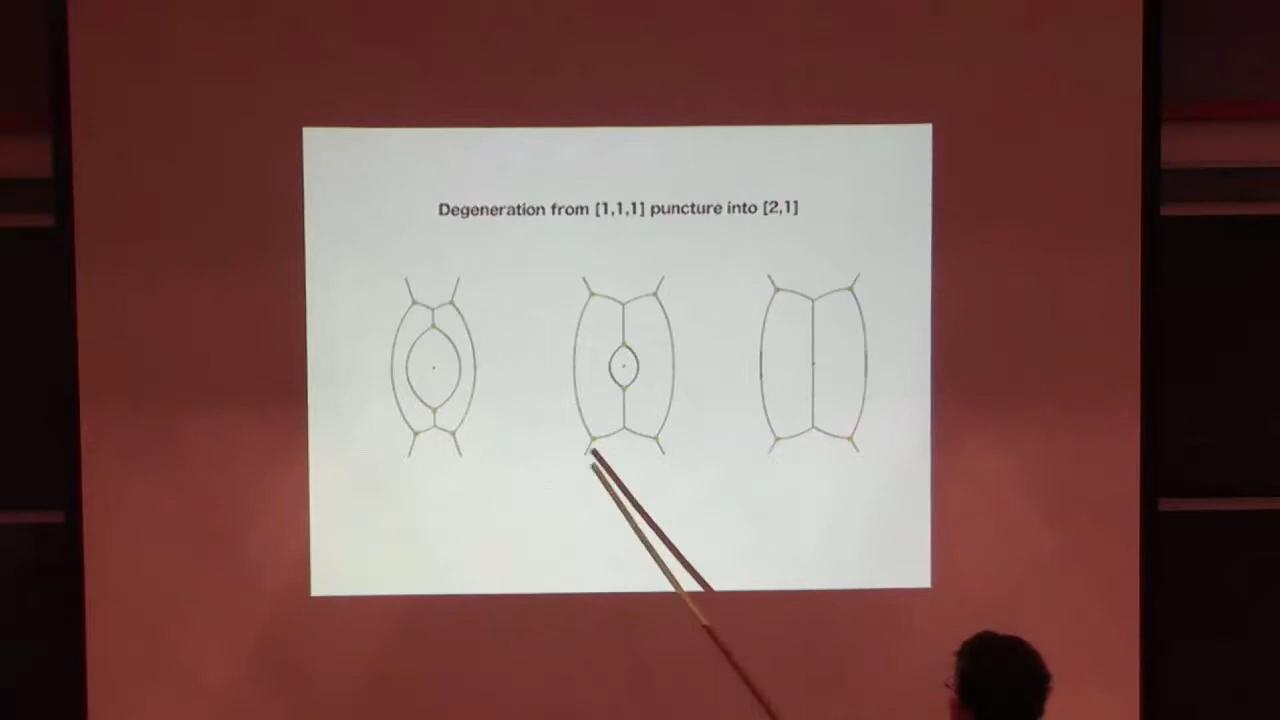 Degeneration from [1,1,1] puncture into [2,1]